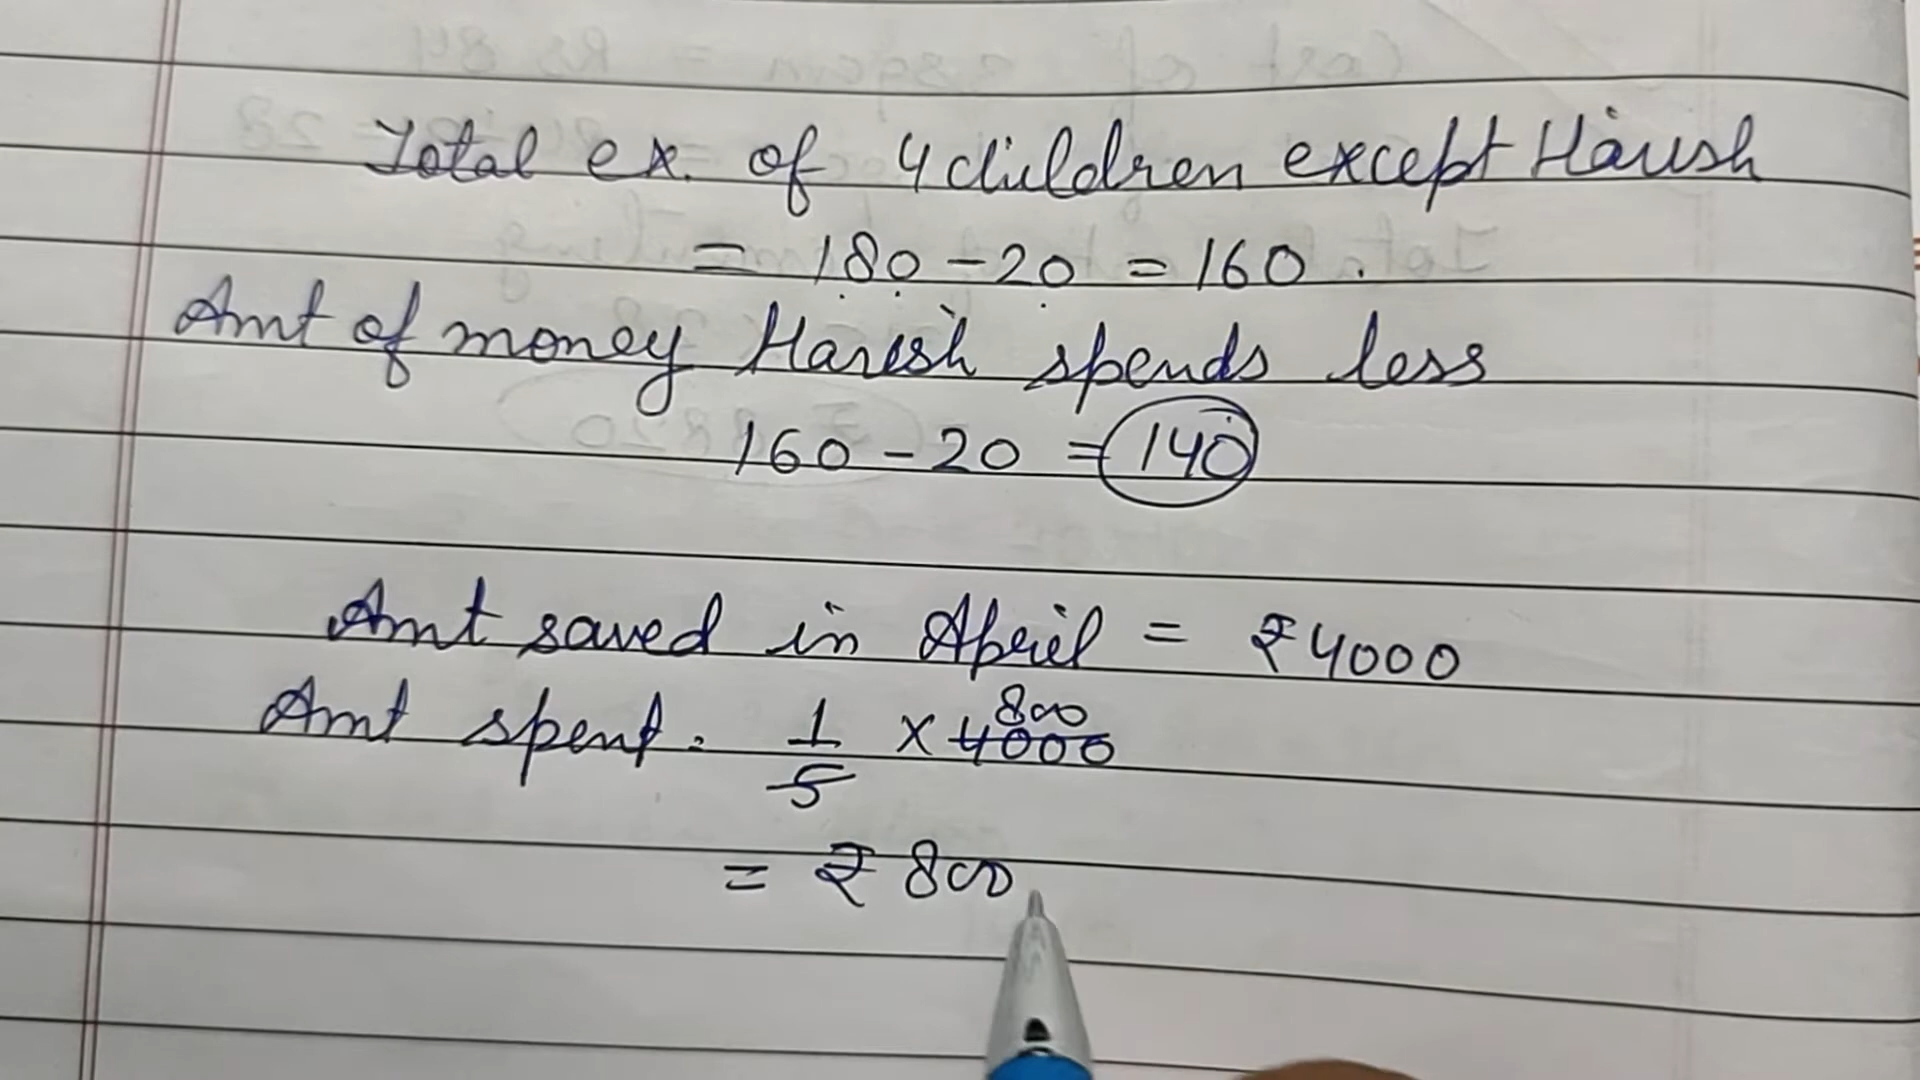 Total ex. of 4 children except Harish
= 180 - 20 = 160.
Amt of money Harish spends less
160 - 20 = 140
Amt saved in April = ₹4000
800
Amt spent. 1/5 × 4000
= ₹ 800